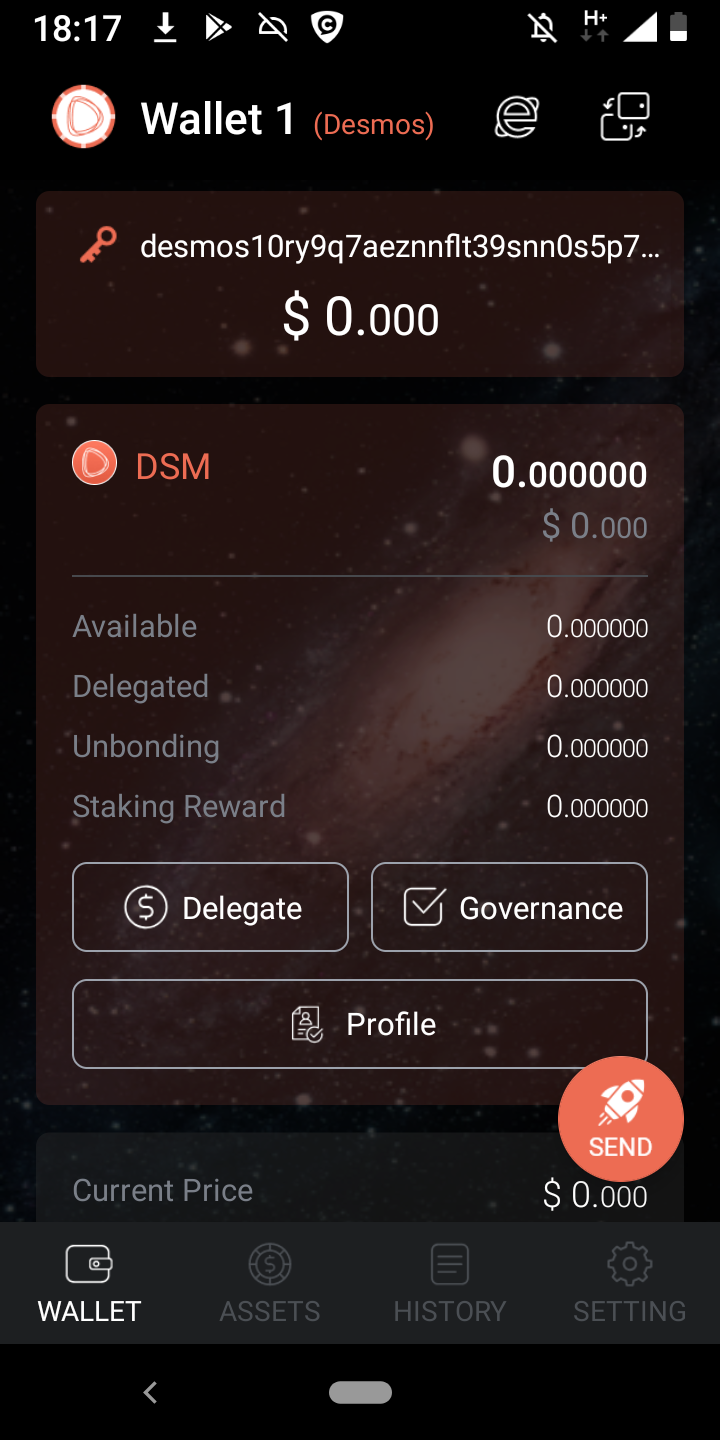 18:17 H+
Wallet 1 (Desmos)
desmos10ry9q7aeznnflt39snn0s5p7...
$ 0.000
DSM 0.000000
$ 0.000
Available 0.000000
Delegated 0.000000
Unbonding 0.000000
Staking Reward 0.000000
Delegate Governance
Profile
SEND
Current Price $ 0.000
WALLET ASSETS HISTORY SETTING